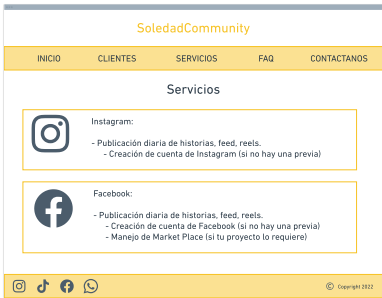 SoledadCommunity
INICIO CLIENTES SERVICIOS FAQ CONTACTANOS
Servicios
Instagram:
- Publicación diaria de historias, feed, reels.
- Creación de cuenta de Instagram (si no hay una previa)
Facebook:
- Publicación diaria de historias, feed, reels.
- Creación de cuenta de Facebook (si no hay una previa)
- Manejo de Market Place (si tu proyecto lo requiere)
© Copyright 2022